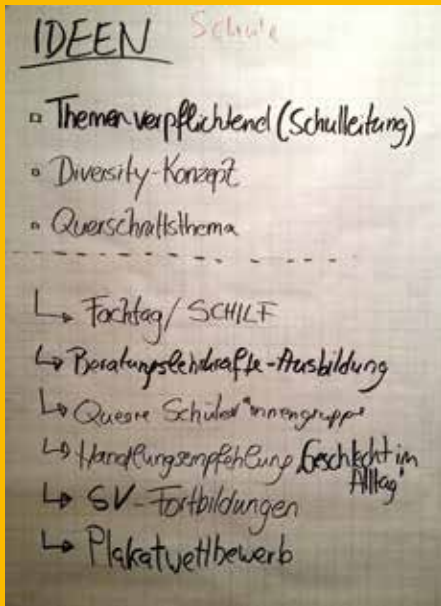 IDEEN Schule
▫ Themen verpflichtend (Schulleitung)
▫ Diversity-Konzept
▫ Querschnittsthema
↳ Fachtag / SCHILF
↳ Beratungslehrkräfte-Ausbildung
↳ Queere Schüler*innengruppe
↳ Handlungsempfehlung „Geschlecht im
Alltag“
↳ SV-Fortbildungen
↳ Plakatwettbewerb